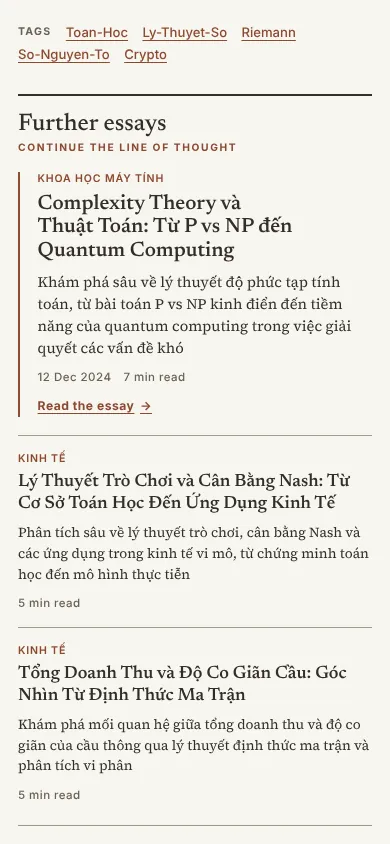 TAGS Toan-Hoc Ly-Thuyet-So Riemann
So-Nguyen-To Crypto
Further essays
CONTINUE THE LINE OF THOUGHT
KHOA HỌC MÁY TÍNH
Complexity Theory và
Thuật Toán: Từ P vs NP đến
Quantum Computing
Khám phá sâu về lý thuyết độ phức tạp tính
toán, từ bài toán P vs NP kinh điển đến tiềm
năng của quantum computing trong việc giải
quyết các vấn đề khó
12 Dec 2024 7 min read
Read the essay →
KINH TẾ
Lý Thuyết Trò Chơi và Cân Bằng Nash: Từ
Cơ Sở Toán Học Đến Ứng Dụng Kinh Tế
Phân tích sâu về lý thuyết trò chơi, cân bằng Nash và
các ứng dụng trong kinh tế vi mô, từ chứng minh toán
học đến mô hình thực tiễn
5 min read
KINH TẾ
Tổng Doanh Thu và Độ Co Giãn Cầu: Góc
Nhìn Từ Định Thức Ma Trận
Khám phá mối quan hệ giữa tổng doanh thu và độ co
giãn của cầu thông qua lý thuyết định thức ma trận và
phân tích vi phân
5 min read